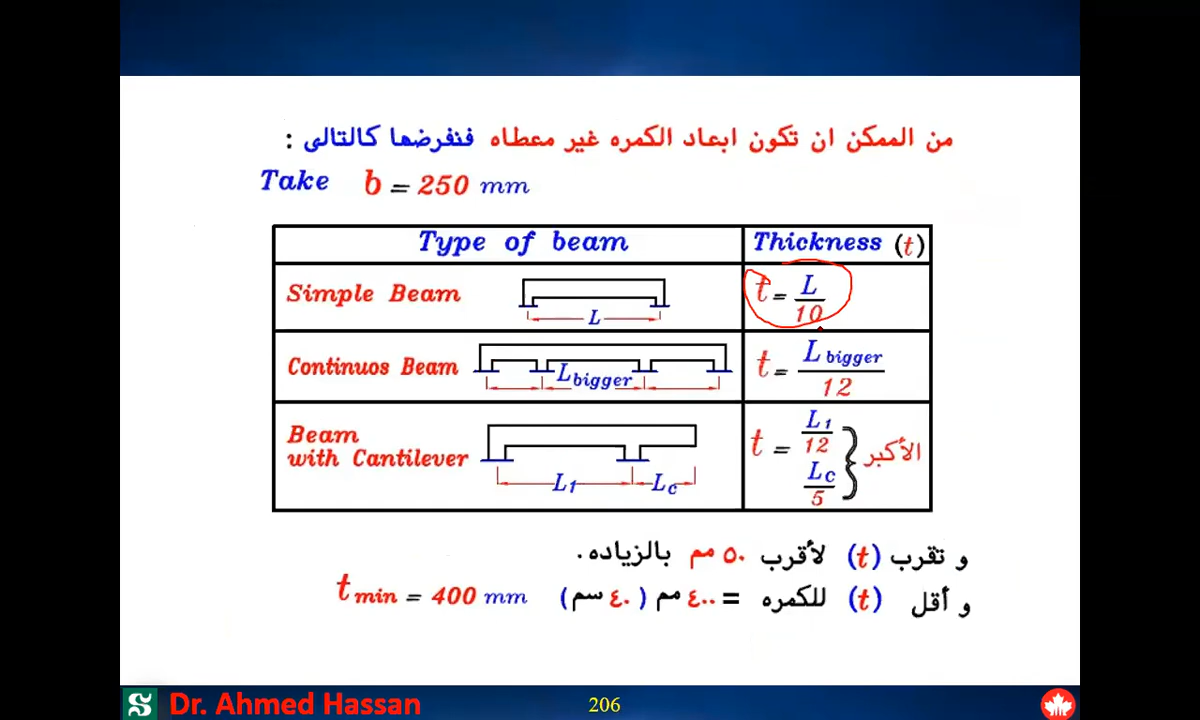 من الممكن ان تكون ابعاد الكمره غير معطاه فنفرضها كالتالى :
Take b = 250 mm
Type of beam Thickness (t)
Simple Beam L t = L/10
Continuos Beam L bigger t = L bigger/12
Beam
with Cantilever L1 Lc t = L1/12 Lc/5 الأكبر
و تقرب (t) لأقرب ٥٠ مم بالزياده .
و أقل (t) للكمره = ٤٠٠ مم (٤٠ سم) t min = 400 mm
S Dr. Ahmed Hassan 206